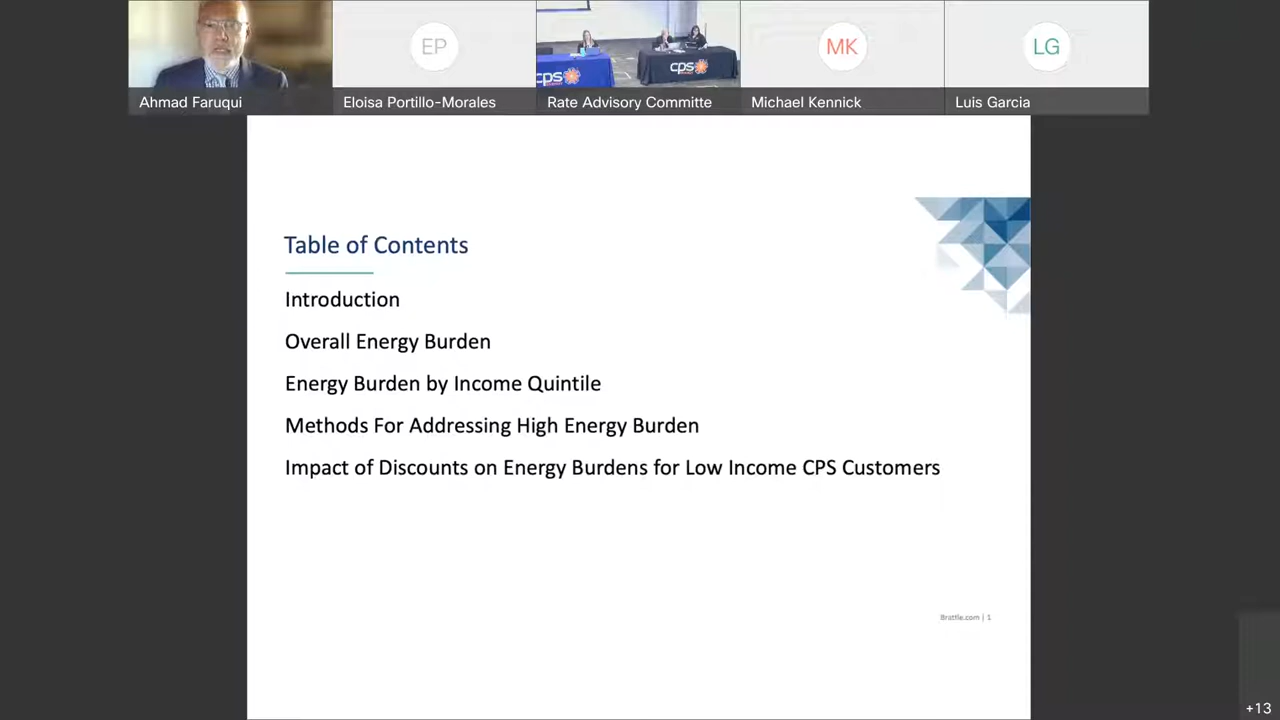 EP
cps
cps
MK
LG
Ahmad Faruqui
Eloisa Portillo-Morales
Rate Advisory Committe
Michael Kennick
Luis Garcia
Table of Contents
Introduction
Overall Energy Burden
Energy Burden by Income Quintile
Methods For Addressing High Energy Burden
Impact of Discounts on Energy Burdens for Low Income CPS Customers
Brattle.com | 1
+13